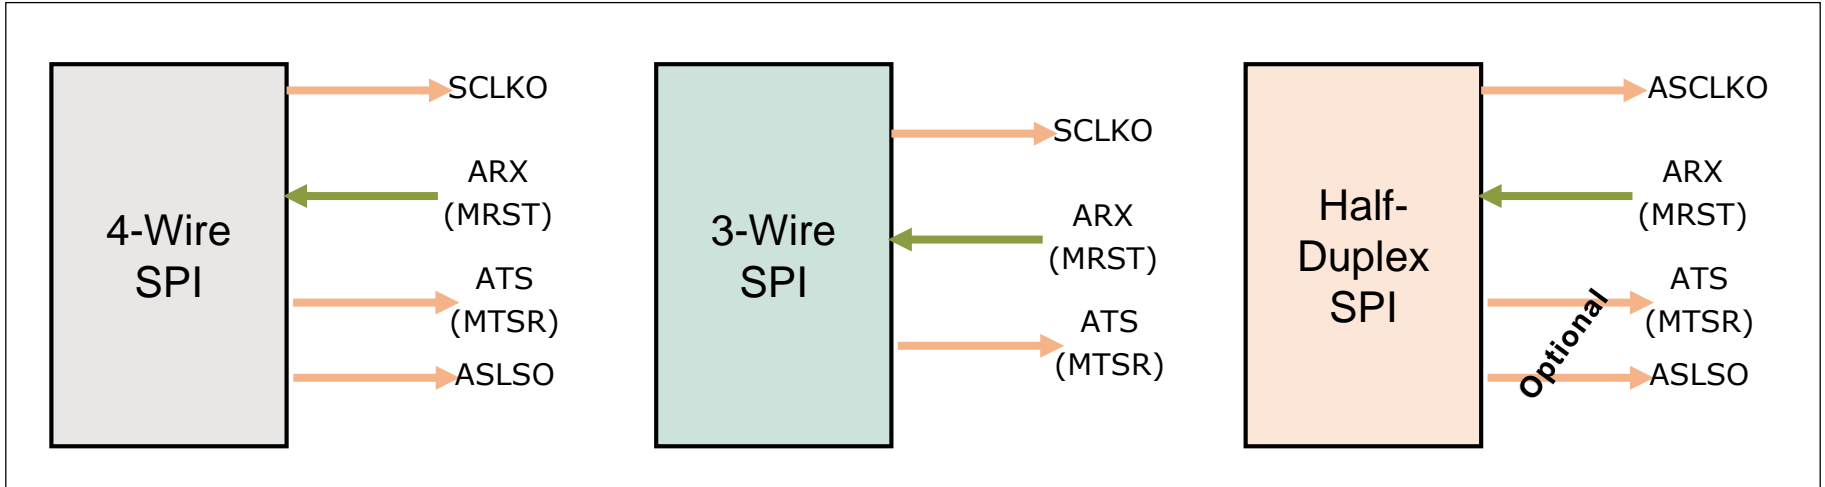 4-Wire
SPI
SCLKO
ARX
(MRST)
ATS
(MTSR)
ASLSO
3-Wire
SPI
SCLKO
ARX
(MRST)
ATS
(MTSR)
Half-
Duplex
SPI
ASCLKO
ARX
(MRST)
ATS
(MTSR)
Optional
ASLSO